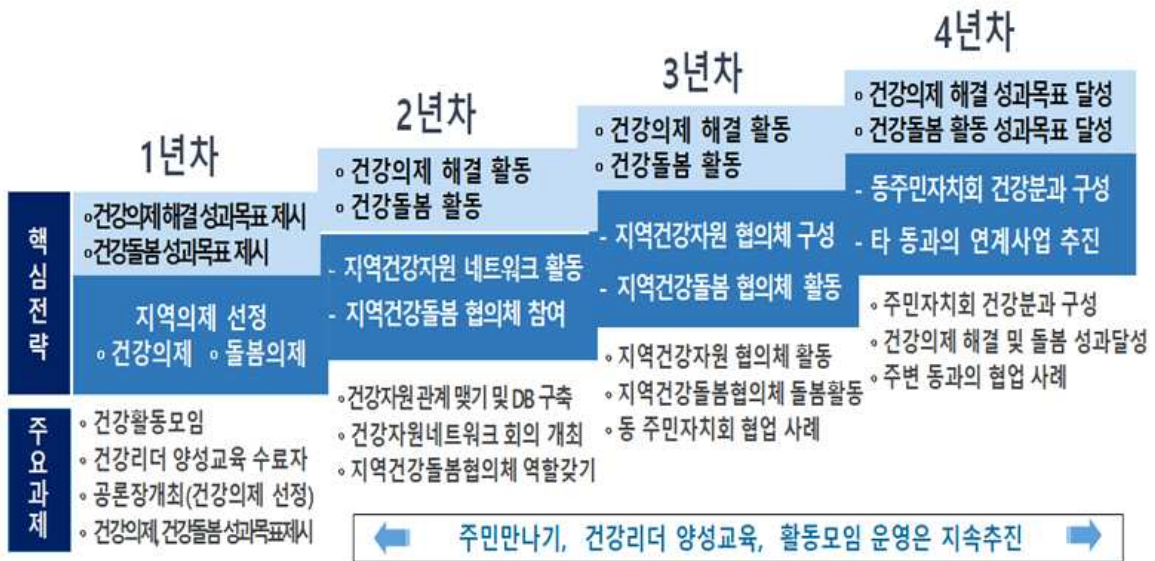 핵심전략
주요과제
1년차
◦건강의제 해결 성과목표 제시
◦건강돌봄 성과목표 제시
지역의제 선정
◦건강의제 ◦돌봄의제
◦ 건강활동모임
◦ 건강리더 양성교육 수료자
◦ 공론장개최(건강의제 선정)
◦ 건강의제, 건강돌봄 성과목표제시
2년차
◦ 건강의제 해결 활동
◦ 건강돌봄 활동
- 지역건강자원 네트워크 활동
- 지역건강돌봄 협의체 참여
◦건강자원 관계 맺기 및 DB 구축
◦ 건강자원네트워크 회의 개최
◦ 지역건강돌봄협의체 역할갖기
3년차
◦ 건강의제 해결 활동
◦ 건강돌봄 활동
- 지역건강자원 협의체 구성
- 지역건강돌봄 협의체 활동
◦ 지역건강자원 협의체 활동
◦ 지역건강돌봄협의체 돌봄활동
◦ 동 주민자치회 협업 사례
4년차
◦ 건강의제 해결 성과목표 달성
◦ 건강돌봄 활동 성과목표 달성
- 동주민자치회 건강분과 구성
- 타 동과의 연계사업 추진
◦ 주민자치회 건강분과 구성
◦ 건강의제 해결 및 돌봄 성과달성
◦ 주변 동과의 협업 사례
주민만나기, 건강리더 양성교육, 활동모임 운영은 지속추진